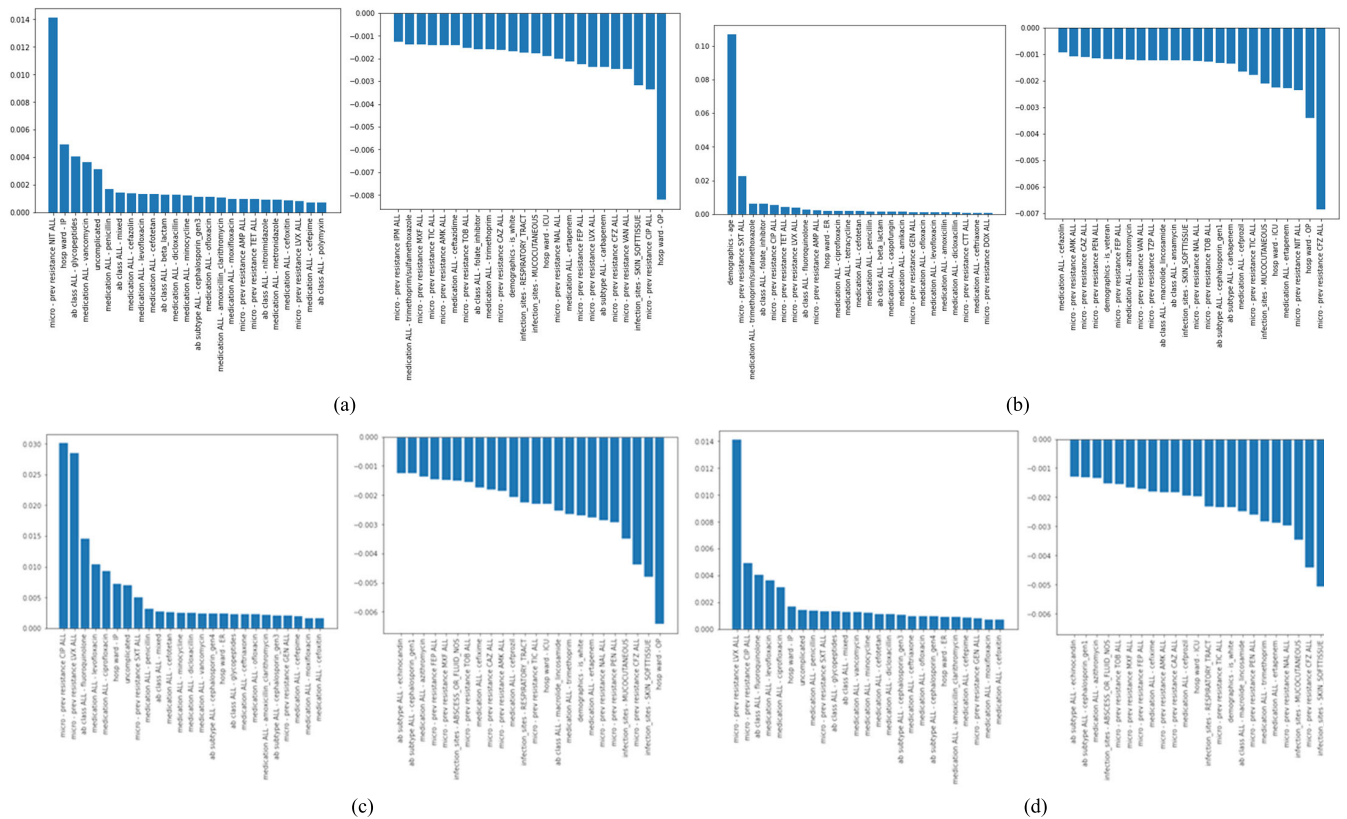 0.014
0.012
0.010
0.008
0.006
0.004
0.002
0.000
micro - prev resistance NIT ALL
hosp ward - IP
ab class ALL - glycopeptides
medication ALL - vancomycin
uncomplicated
medication ALL - penicillin
ab class ALL - mixed
medication ALL - cefazolin
medication ALL - levofloxacin
medication ALL - cefotetan
ab class ALL - beta_lactam
medication ALL - dicloxacillin
medication ALL - minocycline
ab subtype ALL - cephalosporin_gen3
medication ALL - ofloxacin
medication ALL - amoxicillin_clarithromycin
medication ALL - moxifloxacin
micro - prev resistance AMP ALL
micro - prev resistance TET ALL
ab class ALL - nitroimidazole
medication ALL - metronidazole
medication ALL - cefoxitin
micro - prev resistance LVX ALL
medication ALL - cefepime
ab class ALL - polymyxin
0.000
−0.001
−0.002
−0.003
−0.004
−0.005
−0.006
−0.007
−0.008
micro - prev resistance IPM ALL
medication ALL - trimethoprim/sulfamethoxazole
micro - prev resistance MXF ALL
micro - prev resistance TIC ALL
micro - prev resistance AMK ALL
medication ALL - ceftazidime
micro - prev resistance TOB ALL
ab class ALL - folate_inhibitor
medication ALL - trimethoprim
micro - prev resistance CAZ ALL
demographics - is_white
infection_sites - RESPIRATORY_TRACT
infection_sites - MUCOCUTANEOUS
hosp ward - ICU
micro - prev resistance NAL ALL
medication ALL - ertapenem
micro - prev resistance FEP ALL
micro - prev resistance LVX ALL
ab subtype ALL - carbapenem
micro - prev resistance CFZ ALL
micro - prev resistance VAN ALL
infection_sites - SKIN_SOFTTISSUE
micro - prev resistance CIP ALL
hosp ward - OP
(a)
0.10
0.08
0.06
0.04
0.02
0.00
demographics - age
micro - prev resistance SXT ALL
medication ALL - trimethoprim/sulfamethoxazole
ab class ALL - folate_inhibitor
micro - prev resistance CIP ALL
micro - prev resistance TET ALL
micro - prev resistance LVX ALL
ab class ALL - fluoroquinolone
micro - prev resistance AMP ALL
hosp ward - ER
medication ALL - ciprofloxacin
medication ALL - tetracycline
medication ALL - cefotetan
medication ALL - penicillin
ab class ALL - beta_lactam
medication ALL - caspofungin
medication ALL - amikacin
micro - prev resistance GEN ALL
medication ALL - ofloxacin
medication ALL - levofloxacin
medication ALL - amoxicillin
medication ALL - dicloxacillin
micro - prev resistance CTT ALL
medication ALL - ceftriaxone
micro - prev resistance DOX ALL
0.000
−0.001
−0.002
−0.003
−0.004
−0.005
−0.006
−0.007
medication ALL - cefazolin
micro - prev resistance AMK ALL
micro - prev resistance CAZ ALL
micro - prev resistance PEN ALL
demographics - is_veteran
micro - prev resistance FEP ALL
medication ALL - azithromycin
micro - prev resistance VAN ALL
micro - prev resistance TZP ALL
ab class ALL - macrolide_lincosamide
ab class ALL - ansamycin
infection_sites - SKIN_SOFTTISSUE
micro - prev resistance NAL ALL
micro - prev resistance TOB ALL
ab subtype ALL - cephalosporin_gen1
ab subtype ALL - carbapenem
medication ALL - cefprozil
micro - prev resistance TIC ALL
infection_sites - MUCOCUTANEOUS
hosp ward - ICU
medication ALL - ertapenem
micro - prev resistance NIT ALL
hosp ward - OP
micro - prev resistance CFZ ALL
(b)
0.030
0.025
0.020
0.015
0.010
0.005
0.000
micro - prev resistance CIP ALL
micro - prev resistance LVX ALL
ab class ALL - fluoroquinolone
medication ALL - levofloxacin
medication ALL - ciprofloxacin
hosp ward - IP
uncomplicated
micro - prev resistance SXT ALL
medication ALL - penicillin
ab class ALL - mixed
medication ALL - cefotetan
medication ALL - minocycline
medication ALL - dicloxacillin
medication ALL - vancomycin
ab subtype ALL - cephalosporin_gen4
hosp ward - ER
ab class ALL - glycopeptides
medication ALL - ceftriaxone
medication ALL - ofloxacin
medication ALL - amoxicillin_clarithromycin
ab subtype ALL - cephalosporin_gen3
micro - prev resistance GEN ALL
medication ALL - cefepime
medication ALL - moxifloxacin
medication ALL - cefoxitin
0.000
−0.001
−0.002
−0.003
−0.004
−0.005
−0.006
ab subtype ALL - echinocandin
ab subtype ALL - cephalosporin_gen1
medication ALL - azithromycin
micro - prev resistance FEP ALL
micro - prev resistance MXF ALL
infection_sites - ABSCESS_OR_FLUID_NOS
micro - prev resistance TOB ALL
medication ALL - cefixime
micro - prev resistance CAZ ALL
micro - prev resistance AMK ALL
medication ALL - cefprozil
infection_sites - RESPIRATORY_TRACT
micro - prev resistance TIC ALL
hosp ward - ICU
ab class ALL - macrolide_lincosamide
medication ALL - trimethoprim
demographics - is_white
medication ALL - ertapenem
micro - prev resistance NAL ALL
micro - prev resistance PEN ALL
infection_sites - MUCOCUTANEOUS
micro - prev resistance CFZ ALL
infection_sites - SKIN_SOFTTISSUE
hosp ward - OP
(c)
0.014
0.012
0.010
0.008
0.006
0.004
0.002
0.000
micro - prev resistance LVX ALL
micro - prev resistance CIP ALL
ab class ALL - fluoroquinolone
medication ALL - levofloxacin
medication ALL - ciprofloxacin
hosp ward - IP
uncomplicated
medication ALL - penicillin
micro - prev resistance SXT ALL
ab class ALL - glycopeptides
ab class ALL - mixed
medication ALL - vancomycin
medication ALL - minocycline
medication ALL - cefotetan
medication ALL - dicloxacillin
ab subtype ALL - cephalosporin_gen3
medication ALL - ceftriaxone
medication ALL - ofloxacin
ab subtype ALL - cephalosporin_gen4
hosp ward - ER
medication ALL - amoxicillin_clarithromycin
medication ALL - cefepime
micro - prev resistance GEN ALL
medication ALL - moxifloxacin
medication ALL - cefoxitin
0.000
−0.001
−0.002
−0.003
−0.004
−0.005
−0.006
ab subtype ALL - echinocandin
ab subtype ALL - cephalosporin_gen1
medication ALL - azithromycin
infection_sites - ABSCESS_OR_FLUID_NOS
micro - prev resistance TOB ALL
micro - prev resistance MXF ALL
micro - prev resistance FEP ALL
medication ALL - cefixime
micro - prev resistance AMK ALL
micro - prev resistance CAZ ALL
medication ALL - cefprozil
hosp ward - ICU
infection_sites - RESPIRATORY_TRACT
micro - prev resistance TIC ALL
demographics - is_white
ab class ALL - macrolide_lincosamide
micro - prev resistance PEN ALL
medication ALL - trimethoprim
medication ALL - ertapenem
micro - prev resistance NAL ALL
infection_sites - MUCOCUTANEOUS
micro - prev resistance CFZ ALL
infection_sites - SKIN_SOFTTISSUE
(d)